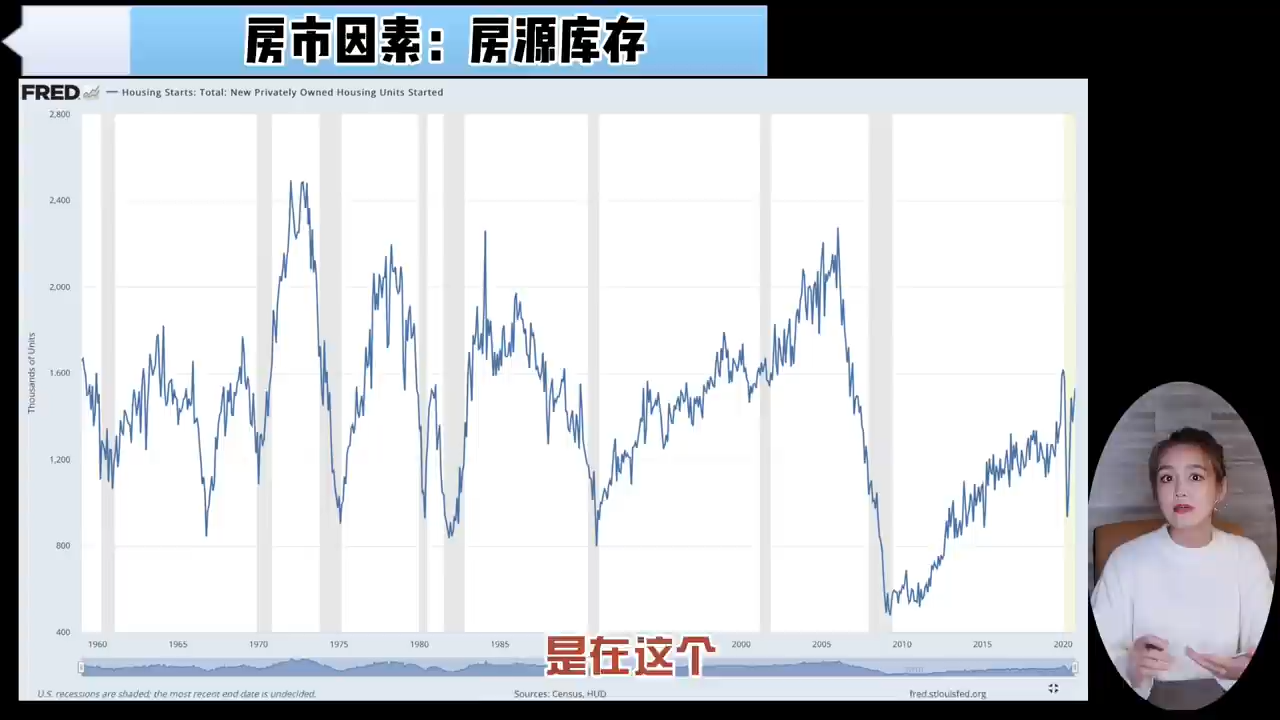 房市因素：房源库存
FRED
Housing Starts: Total: New Privately Owned Housing Units Started
2,800
2,400
2,000
1,600
1,200
800
400
Thousands of Units
1960
1965
1970
1975
1980
1985
2000
2005
2010
2015
2020
是在这个
U.S. recessions are shaded; the most recent end date is undecided.
Sources: Census, HUD
fred.stlouisfed.org